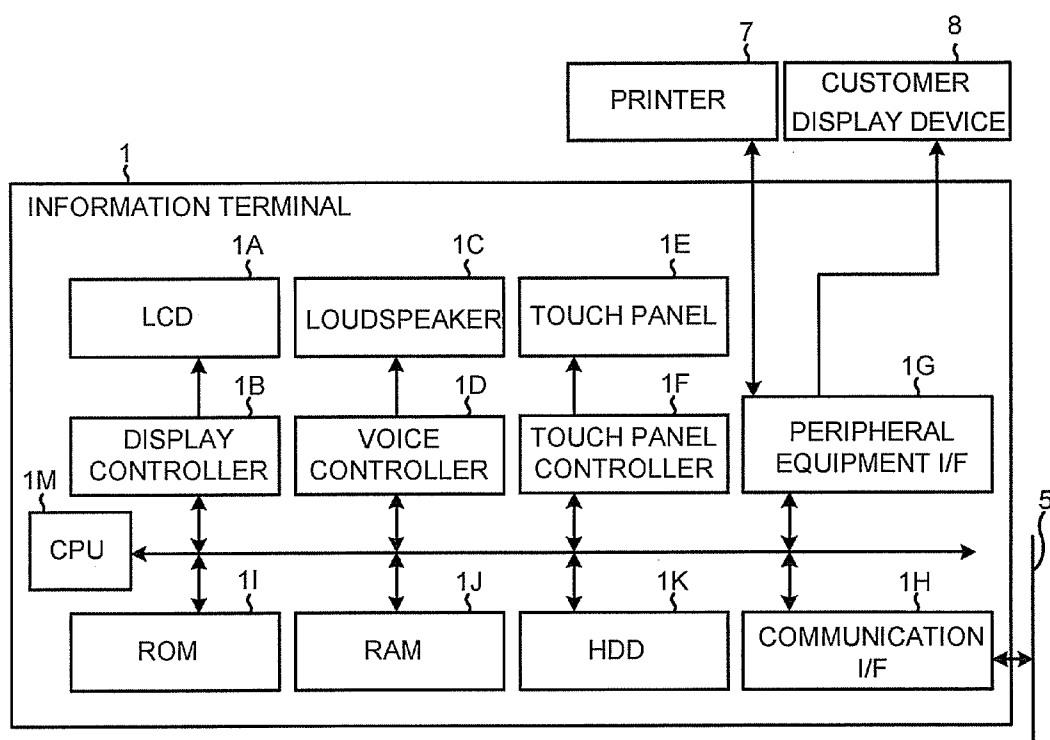 7
8
PRINTER
CUSTOMER
DISPLAY DEVICE
1
INFORMATION TERMINAL
1A
1C
1E
LCD
LOUDSPEAKER
TOUCH PANEL
1B
1D
1F
1G
DISPLAY
CONTROLLER
VOICE
CONTROLLER
TOUCH PANEL
CONTROLLER
PERIPHERAL
EQUIPMENT I/F
1M
CPU
5
1I
1J
1K
1H
ROM
RAM
HDD
COMMUNICATION
I/F